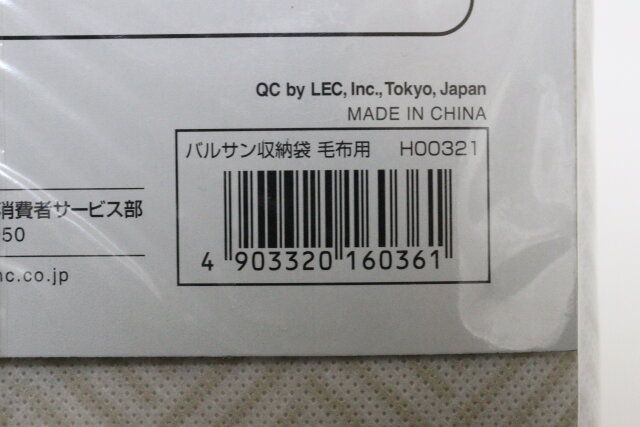 QC by LEC, Inc., Tokyo, Japan
MADE IN CHINA
バルサン収納袋 毛布用 H00321
4 903320 160361
消費者サービス部
50
nc.co.jp